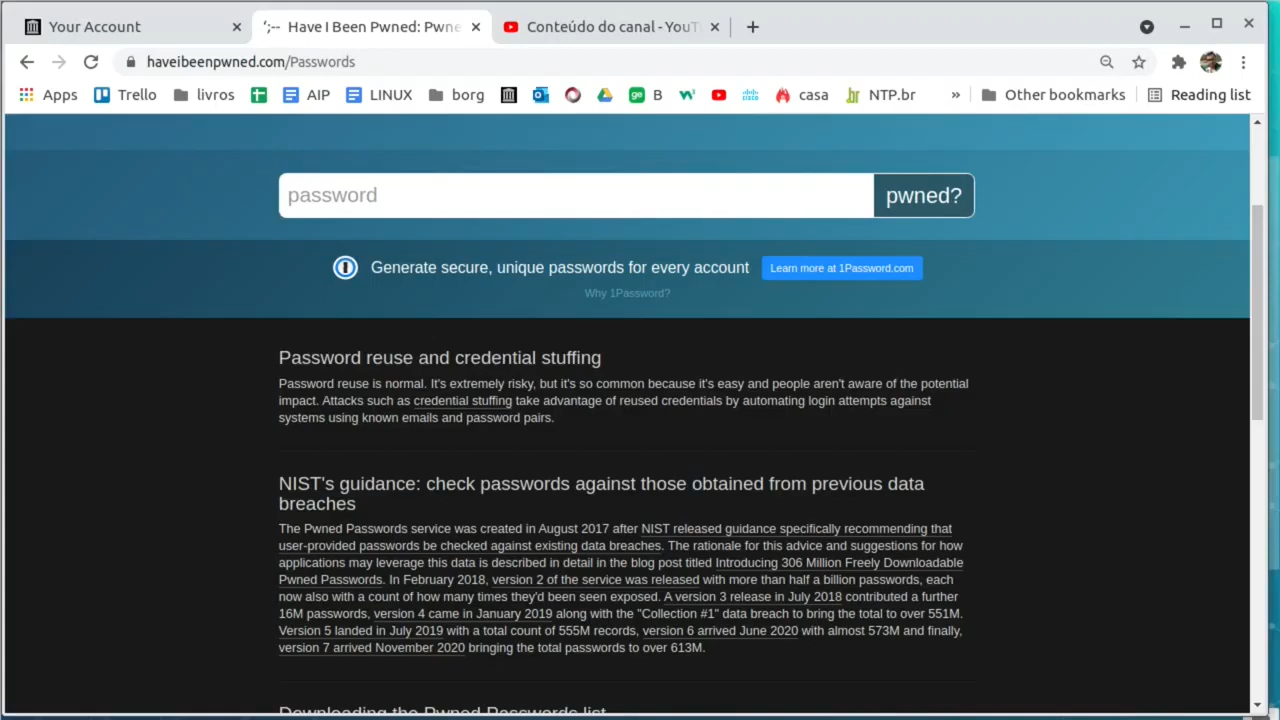 Your Account
';-- Have I Been Pwned: Pwne
Conteúdo do canal - YouT
haveibeenpwned.com/Passwords
Apps Trello livros AIP LINUX borg ge B casa br NTP.br » Other bookmarks Reading list
password pwned?
Generate secure, unique passwords for every account Learn more at 1Password.com
Why 1Password?
Password reuse and credential stuffing
Password reuse is normal. It's extremely risky, but it's so common because it's easy and people aren't aware of the potential
impact. Attacks such as credential stuffing take advantage of reused credentials by automating login attempts against
systems using known emails and password pairs.
NIST's guidance: check passwords against those obtained from previous data
breaches
The Pwned Passwords service was created in August 2017 after NIST released guidance specifically recommending that
user-provided passwords be checked against existing data breaches. The rationale for this advice and suggestions for how
applications may leverage this data is described in detail in the blog post titled Introducing 306 Million Freely Downloadable
Pwned Passwords. In February 2018, version 2 of the service was released with more than half a billion passwords, each
now also with a count of how many times they'd been seen exposed. A version 3 release in July 2018 contributed a further
16M passwords, version 4 came in January 2019 along with the "Collection #1" data breach to bring the total to over 551M.
Version 5 landed in July 2019 with a total count of 555M records, version 6 arrived June 2020 with almost 573M and finally,
version 7 arrived November 2020 bringing the total passwords to over 613M.
Downloading the Pwned Passwords list